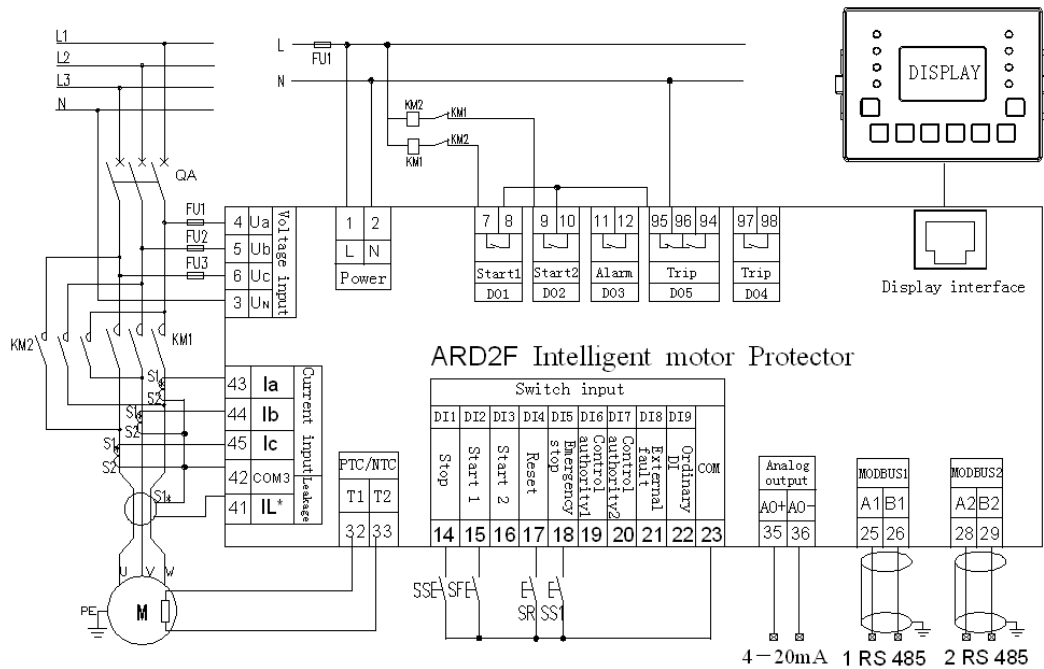 L1
L2
L3
N
L
FU1
N
KM2
KM1
KM2
KM1
DISPLAY
QA
FU1
FU2
FU3
4 Ua
5 Ub
6 Uc
3 UN
Voltage input
1 2
L N
Power
7 8
Start1
DO1
9 10
Start2
DO2
11 12
Alarm
DO3
95 96 94
Trip
DO5
97 98
Trip
DO4
Display interface
KM2
KM1
ARD2F Intelligent motor Protector
S1
S2
S1
S2
S1
S2
S1*
43 Ia
44 Ib
45 Ic
42 COM3
41 IL*
Current input
Leakage
PTC/NTC
T1 T2
32 33
Switch input
DI1 DI2 DI3 DI4 DI5 DI6 DI7 DI8 DI9
Stop
Start 1
Start 2
Reset
Emergency stop
Control authority1
Control authority2
External fault
Ordinary DI
COM
14 15 16 17 18 19 20 21 22 23
Analog
output
AO+ AO-
35 36
MODBUS1
A1 B1
25 26
MODBUS2
A2 B2
28 29
SSE SFE
E E
SR SS1
U V W
PE
M
4-20mA 1 RS 485 2 RS 485